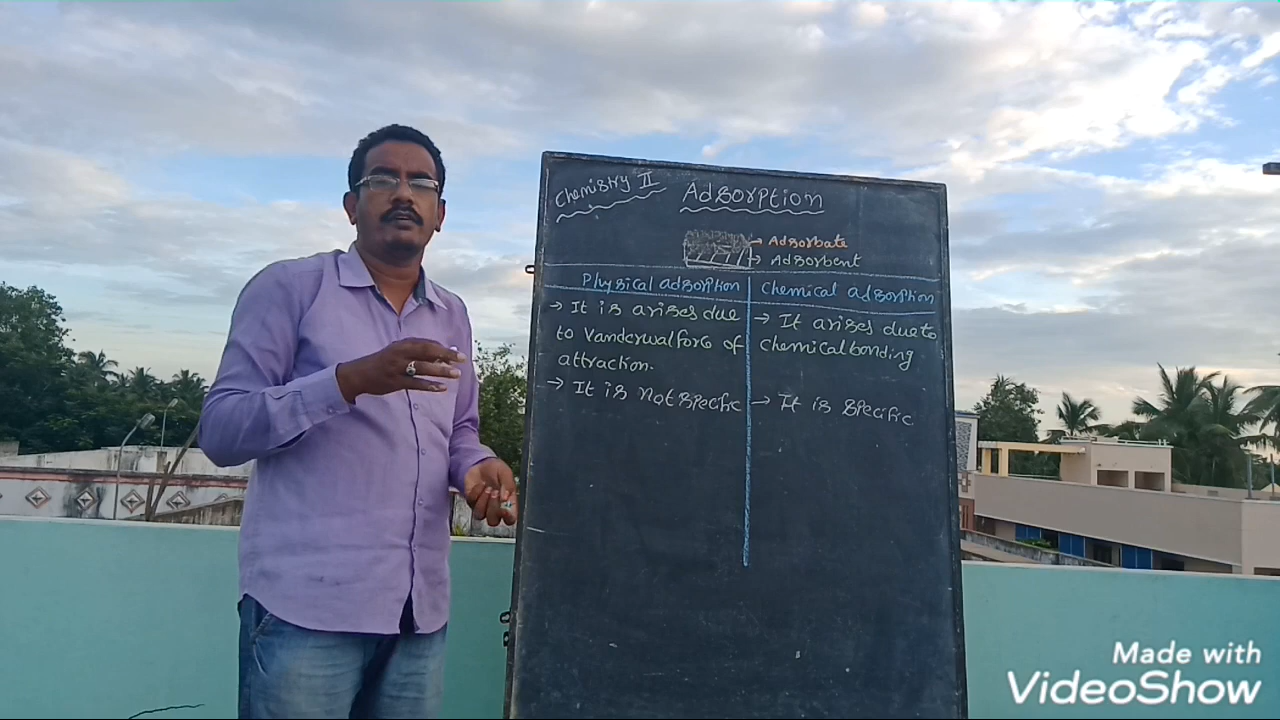 Chemistry II
Adsorption
Adsorbate
Adsorbent
Physical adsorption
Chemical adsorption
→ It is arises due
to Vanderwal force of
attraction.
→ It is Not specific
→ It arises due to
chemical bonding
→ It is specific.
Made with
VideoShow